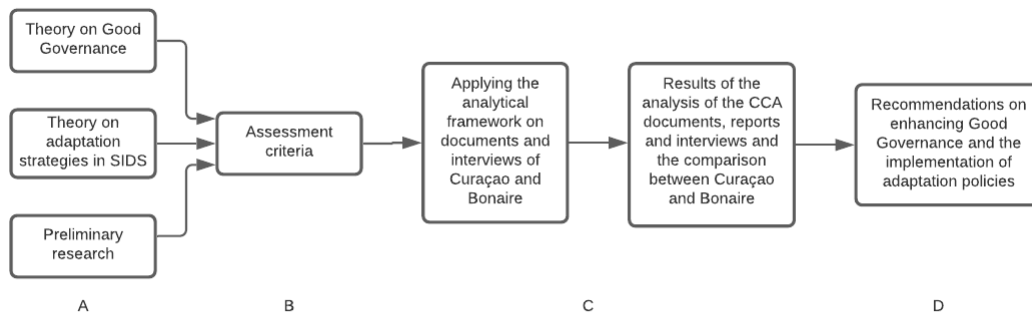 Theory on Good
Governance
Theory on
adaptation
strategies in SIDS
Preliminary
research
Assessment
criteria
Applying the
analytical
framework on
documents and
interviews of
Curaçao and
Bonaire
Results of the
analysis of the CCA
documents, reports
and interviews and
the comparison
between Curaçao
and Bonaire
Recommendations on
enhancing Good
Governance and the
implementation of
adaptation policies
A
B
C
D